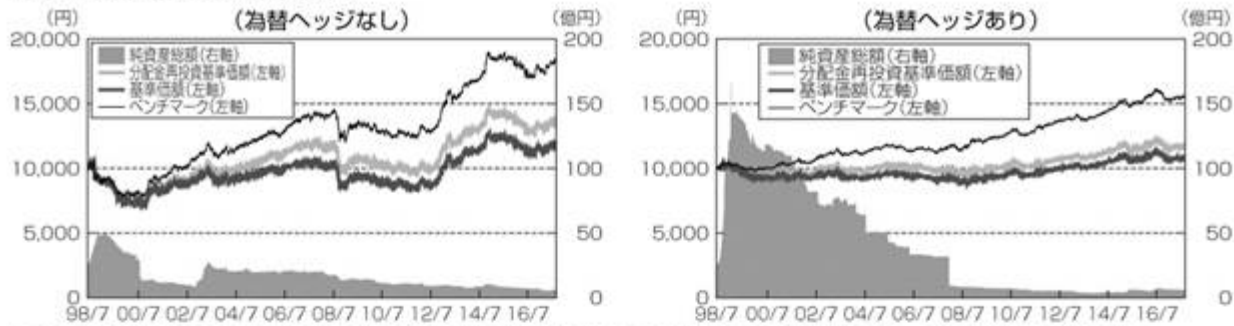 (円) (為替ヘッジなし) (億円)
20,000 200
純資産総額(右軸)
分配金再投資基準価額(左軸)
基準価額(左軸)
ベンチマーク(左軸)
15,000 150
10,000 100
5,000 50
0 0
98/7 00/7 02/7 04/7 06/7 08/7 10/7 12/7 14/7 16/7
(円) (為替ヘッジあり) (億円)
20,000 200
純資産総額(右軸)
分配金再投資基準価額(左軸)
基準価額(左軸)
ベンチマーク(左軸)
15,000 150
10,000 100
5,000 50
0 0
98/7 00/7 02/7 04/7 06/7 08/7 10/7 12/7 14/7 16/7